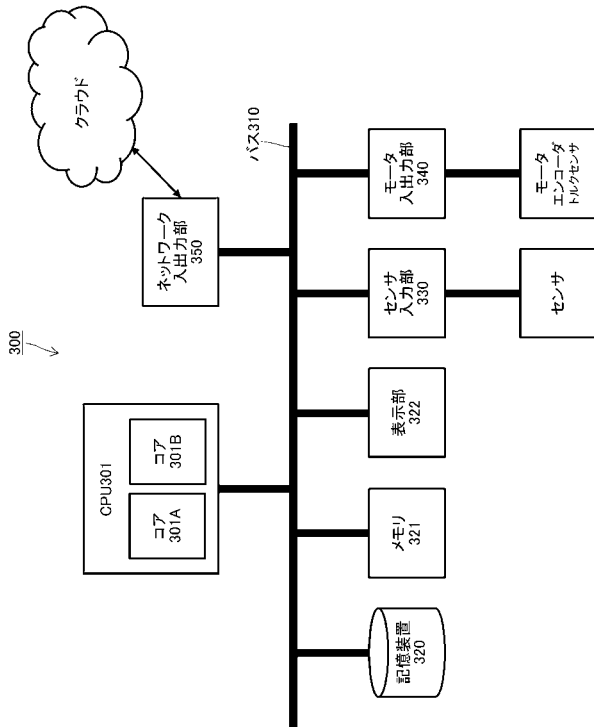 300
CPU301
コア
301A
コア
301B
ネットワーク
入出力部
350
クラウド
バス310
記憶装置
320
メモリ
321
表示部
322
センサ
入力部
330
モータ
入出力部
340
センサ
モータ
エンコーダ
トルクセンサ